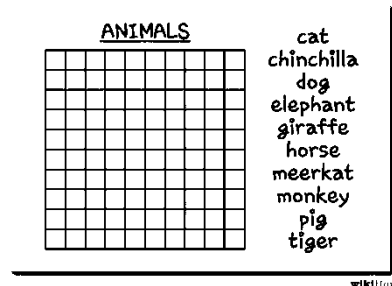 ANIMALS
cat
chinchilla
dog
elephant
giraffe
horse
meerkat
monkey
pig
tiger